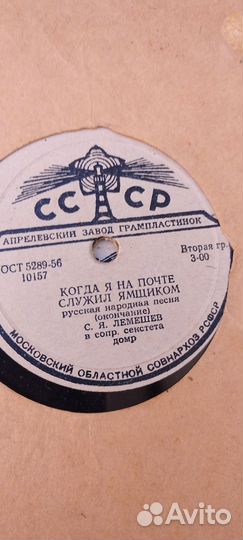 СССР
АПРЕЛЕВСКИЙ ЗАВОД ГРАМПЛАСТИНОК
ОСТ 5289-56
10157
Вторая гр.
3-00
КОГДА Я НА ПОЧТЕ
СЛУЖИЛ ЯМЩИКОМ
русская народная песня
(окончание)
С. Я. ЛЕМЕШЕВ
в сопр. секстета
домр
МОСКОВСКИЙ ОБЛАСТНОЙ СОВНАРХОЗ РСФСР
Avito